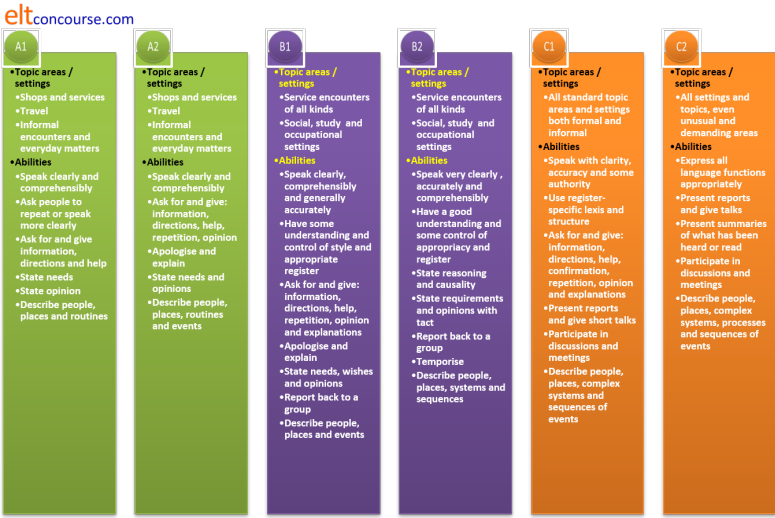 eltconcourse.com
A1
•Topic areas /
settings
•Shops and services
•Travel
•Informal
encounters and
everyday matters
•Abilities
•Speak clearly and
comprehensibly
•Ask people to
repeat or speak
more clearly
•Ask for and give
information,
directions and help
•State needs
•State opinion
•Describe people,
places and routines
A2
•Topic areas /
settings
•Shops and services
•Travel
•Informal
encounters and
everyday matters
•Abilities
•Speak clearly and
comprehensibly
•Ask for and give:
information,
directions, help,
repetition, opinion
•Apologise and
explain
•State needs and
opinions
•Describe people,
places, routines
and events
B1
•Topic areas /
settings
•Service encounters
of all kinds
•Social, study and
occupational
settings
•Abilities
•Speak clearly,
comprehensibly
and generally
accurately
•Have some
understanding and
control of style and
appropriate
register
•Ask for and give:
information,
directions, help,
repetition, opinion
and explanations
•Apologise and
explain
•State needs, wishes
and opinions
•Report back to a
group
•Describe people,
places and events
B2
•Topic areas /
settings
•Service encounters
of all kinds
•Social, study and
occupational
settings
•Abilities
•Speak very clearly ,
accurately and
comprehensibly
•Have a good
understanding and
some control of
appropriacy and
register
•State reasoning
and causality
•State requirements
and opinions with
tact
•Report back to a
group
•Temporise
•Describe people,
places, systems and
sequences
C1
•Topic areas /
settings
•All standard topic
areas and settings
both formal and
informal
•Abilities
•Speak with clarity,
accuracy and some
authority
•Use register-
specific lexis and
structure
•Ask for and give:
information,
directions, help,
confirmation,
repetition, opinion
and explanations
•Present reports
and give short talks
•Participate in
discussions and
meetings
•Describe people,
places, complex
systems and
sequences of
events
C2
•Topic areas /
settings
•All settings and
topics, even
unusual and
demanding areas
•Abilities
•Express all
language functions
appropriately
•Present reports
and give talks
•Present summaries
of what has been
heard or read
•Participate in
discussions and
meetings
•Describe people,
places, complex
systems, processes
and sequences of
events